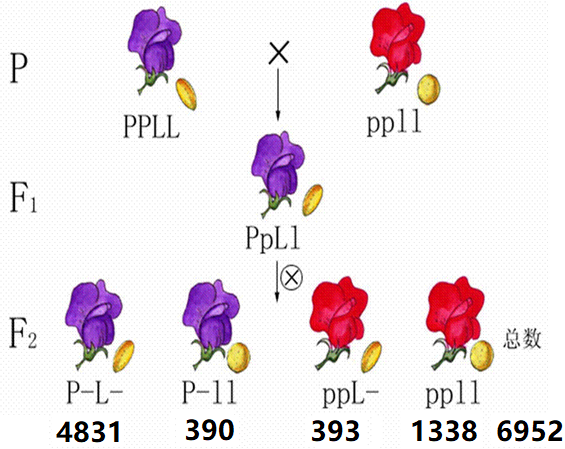 P
×
PPLL
ppll
F₁
PpLl
⊗
F₂
总数
P-L-
P-ll
ppL-
ppll
4831
390
393
1338
6952